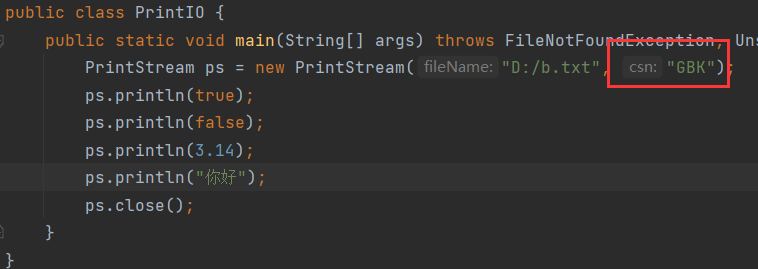 public class PrintIO {
public static void main(String[] args) throws FileNotFoundException, Uns
PrintStream ps = new PrintStream( fileName: "D:/b.txt", csn: "GBK");
ps.println(true);
ps.println(false);
ps.println(3.14);
ps.println("你好");
ps.close();
}
}